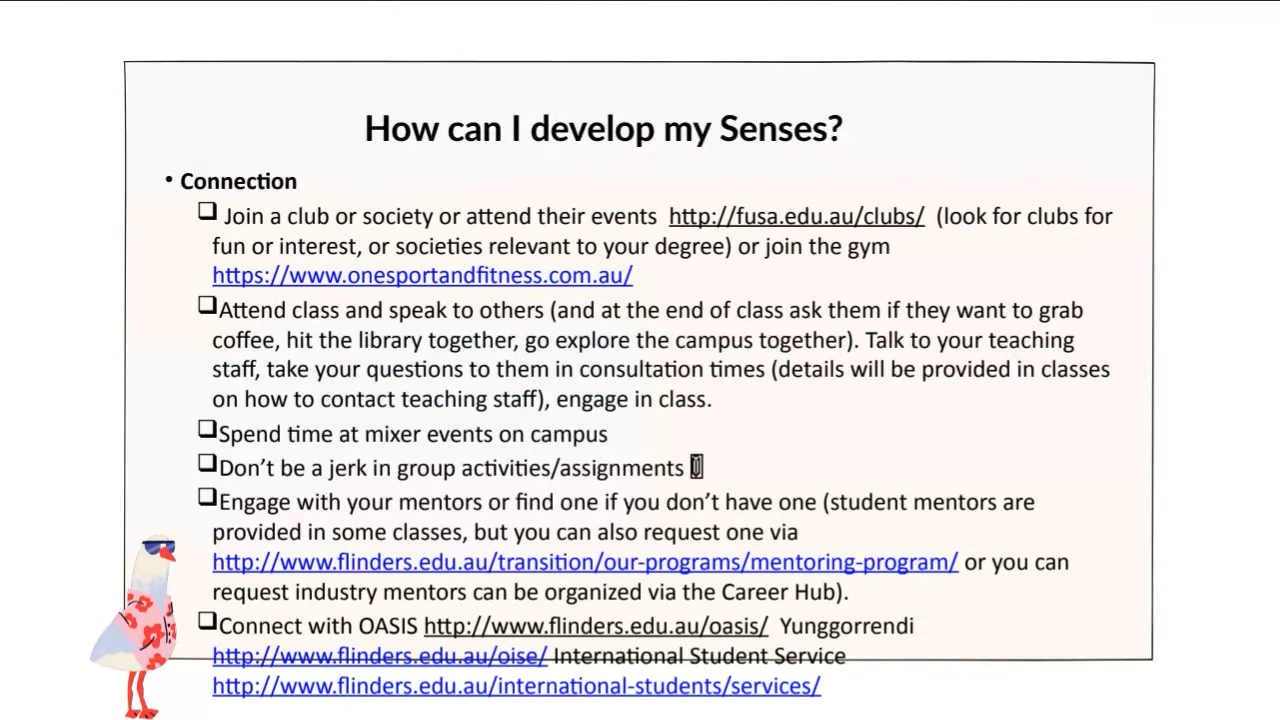 How can I develop my Senses?
• Connection
❑ Join a club or society or attend their events http://fusa.edu.au/clubs/ (look for clubs for
fun or interest, or societies relevant to your degree) or join the gym
https://www.onesportandfitness.com.au/
❑Attend class and speak to others (and at the end of class ask them if they want to grab
coffee, hit the library together, go explore the campus together). Talk to your teaching
staff, take your questions to them in consultation times (details will be provided in classes
on how to contact teaching staff), engage in class.
❑Spend time at mixer events on campus
❑Don’t be a jerk in group activities/assignments
❑Engage with your mentors or find one if you don’t have one (student mentors are
provided in some classes, but you can also request one via
http://www.flinders.edu.au/transition/our-programs/mentoring-program/ or you can
request industry mentors can be organized via the Career Hub).
❑Connect with OASIS http://www.flinders.edu.au/oasis/ Yunggorrendi
http://www.flinders.edu.au/oise/ International Student Service
http://www.flinders.edu.au/international-students/services/